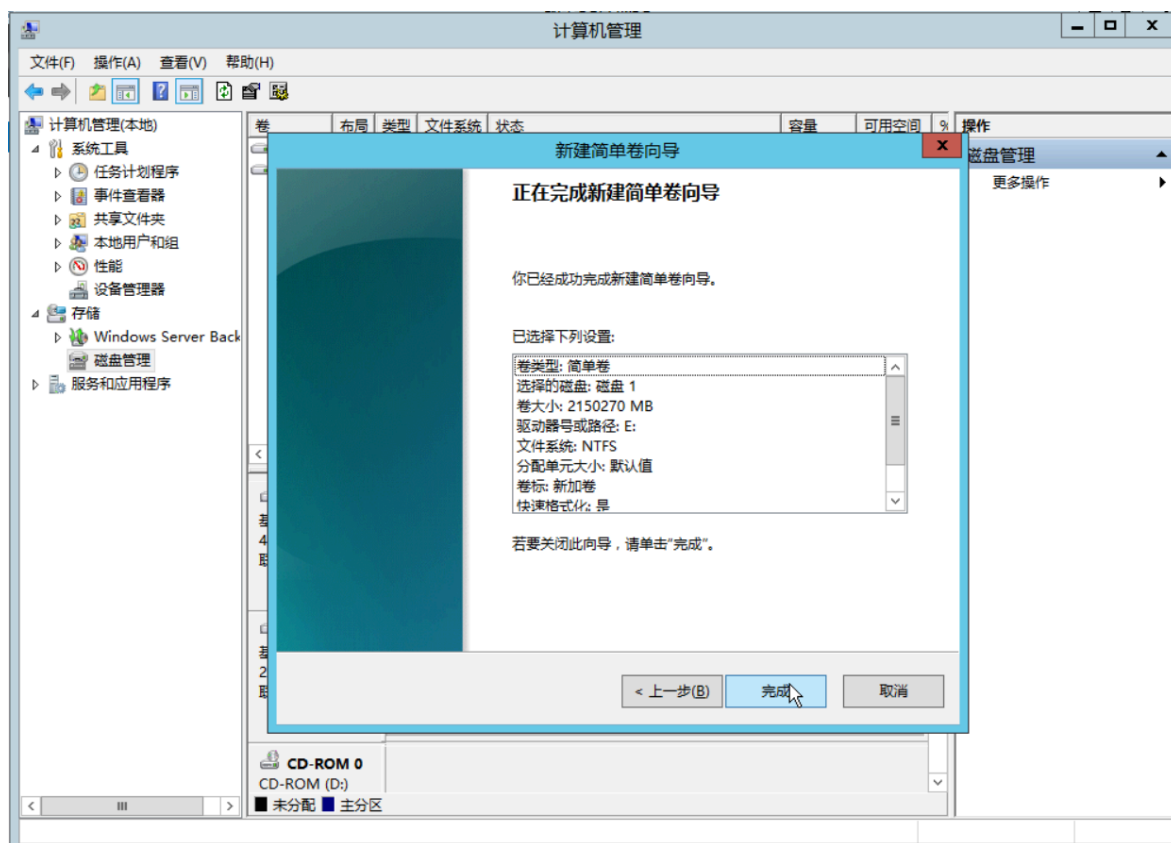 计算机管理
文件(F) 操作(A) 查看(V) 帮助(H)
计算机管理(本地)
系统工具
任务计划程序
事件查看器
共享文件夹
本地用户和组
性能
设备管理器
存储
Windows Server Back
磁盘管理
服务和应用程序
卷 布局 类型 文件系统 状态 容量 可用空间 %
操作
磁盘管理
更多操作
新建简单卷向导
正在完成新建简单卷向导
你已经成功完成新建简单卷向导。
已选择下列设置:
卷类型: 简单卷
选择的磁盘: 磁盘 1
卷大小: 2150270 MB
驱动器号或路径: E:
文件系统: NTFS
分配单元大小: 默认值
卷标: 新加卷
快速格式化: 是
若要关闭此向导，请单击"完成"。
< 上一步(B) 完成 取消
CD-ROM 0
CD-ROM (D:)
未分配 主分区